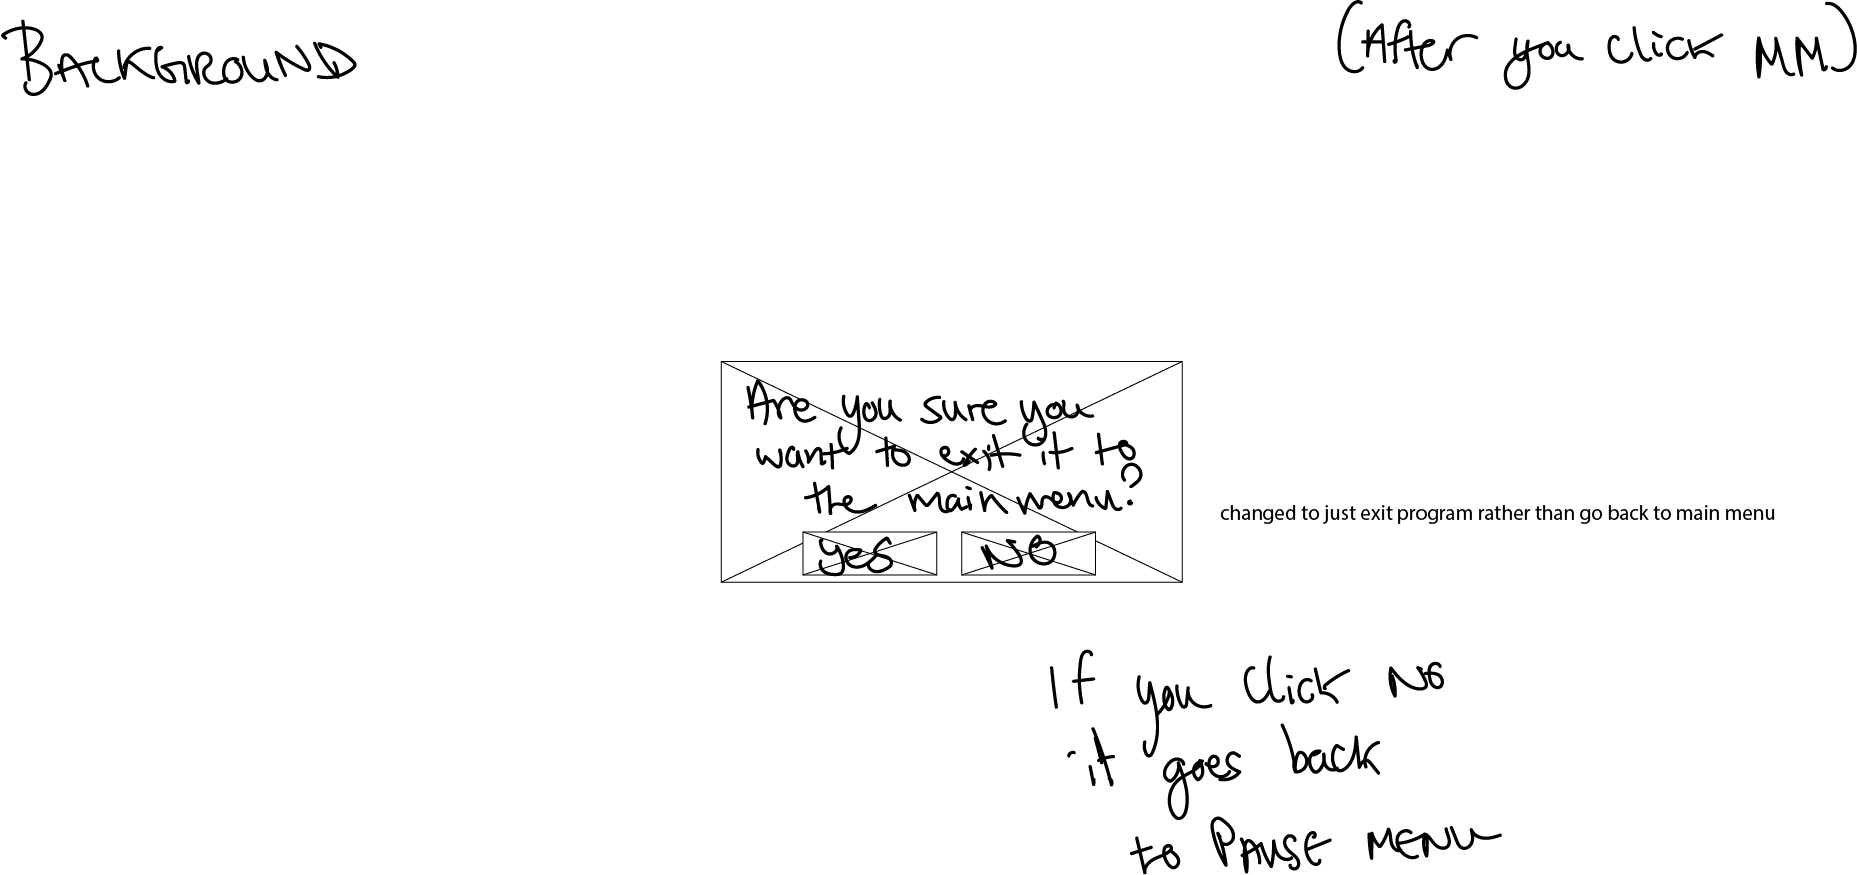 BACKGROUND
(After you click MM)
Are you sure you
want to exit it to
the main menu?
yes NO
changed to just exit program rather than go back to main menu
If you click NO
it goes back
to PAUSE MENU